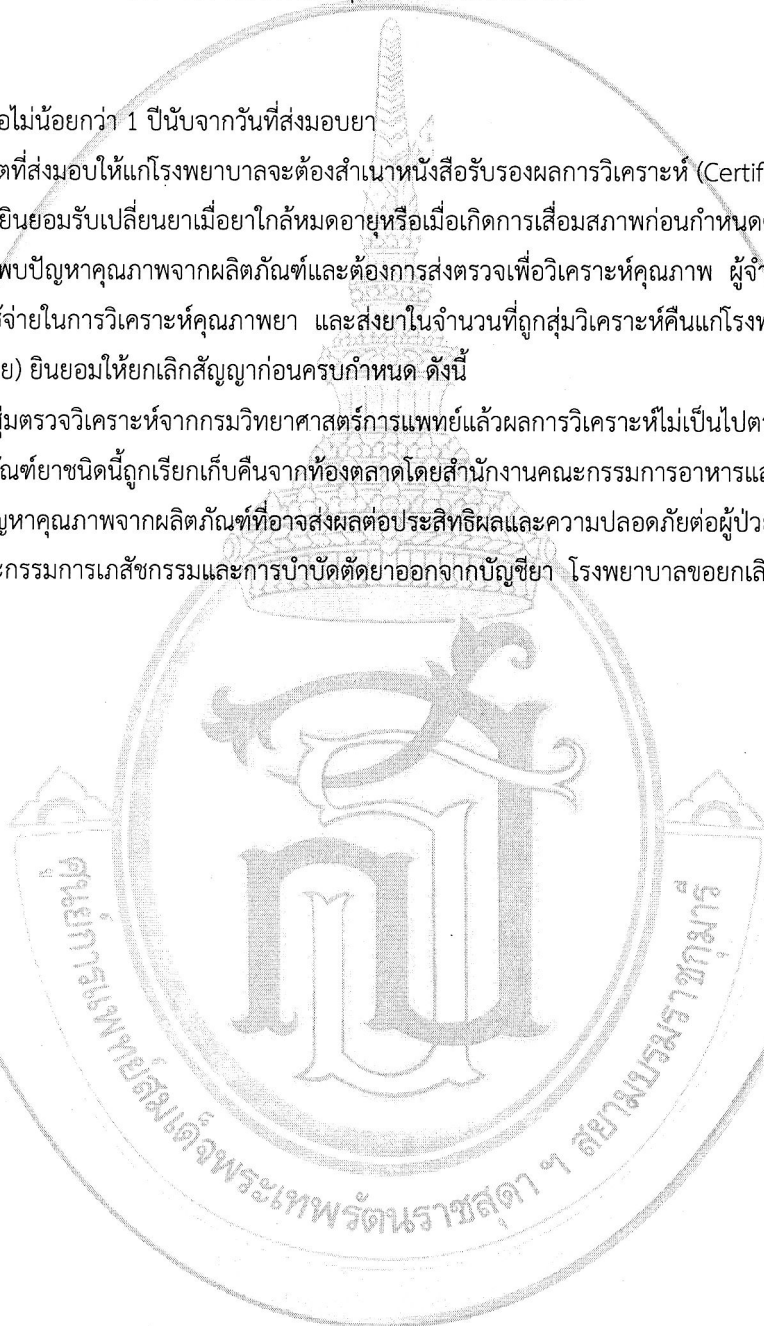 อไม่น้อยกว่า 1 ปีนับจากวันที่ส่งมอบยา
ตที่ส่งมอบให้แก่โรงพยาบาลจะต้องสำเนาหนังสือรับรองผลการวิเคราะห์ (Certif
ยินยอมรับเปลี่ยนยาเมื่อยาใกล้หมดอายุหรือเมื่อเกิดการเสื่อมสภาพก่อนกำหนด
พบปัญหาคุณภาพจากผลิตภัณฑ์และต้องการส่งตรวจเพื่อวิเคราะห์คุณภาพ ผู้จำ
ช้จ่ายในการวิเคราะห์คุณภาพยา และส่งยาในจำนวนที่ถูกสุ่มวิเคราะห์คืนแก่โรงพ
ย) ยินยอมให้ยกเลิกสัญญาก่อนครบกำหนด ดังนี้
สุ่มตรวจวิเคราะห์จากกรมวิทยาศาสตร์การแพทย์แล้วผลการวิเคราะห์ไม่เป็นไปตา
ัณฑ์ยาชนิดนี้ถูกเรียกเก็บคืนจากท้องตลาดโดยสำนักงานคณะกรรมการอาหารและ
ญหาคุณภาพจากผลิตภัณฑ์ที่อาจส่งผลต่อประสิทธิผลและความปลอดภัยต่อผู้ป่วย
ะกรรมการเภสัชกรรมและการบำบัดตัดยาออกจากบัญชียา โรงพยาบาลขอยกเลิ
ศูนย์การแพทย์สมเด็จพระเทพรัตนราชสุดา ฯ สยามบรมราชกุมารี